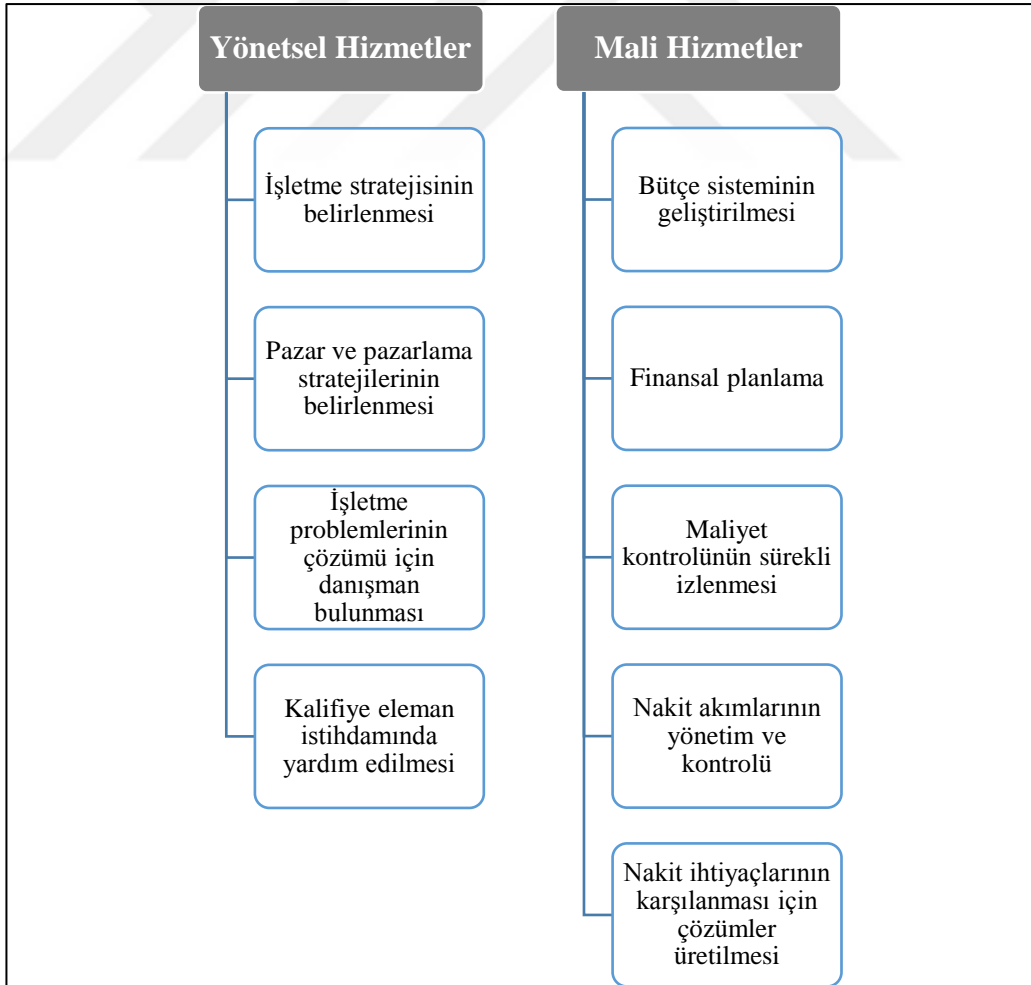 Yönetsel Hizmetler
İşletme stratejisinin
belirlenmesi
Pazar ve pazarlama
stratejilerinin
belirlenmesi
İşletme
problemlerinin
çözümü için
danışman
bulunması
Kalifiye eleman
istihdamında
yardım edilmesi
Mali Hizmetler
Bütçe sisteminin
geliştirilmesi
Finansal planlama
Maliyet
kontrolünün sürekli
izlenmesi
Nakit akımlarının
yönetim ve
kontrolü
Nakit ihtiyaçlarının
karşılanması için
çözümler
üretilmesi